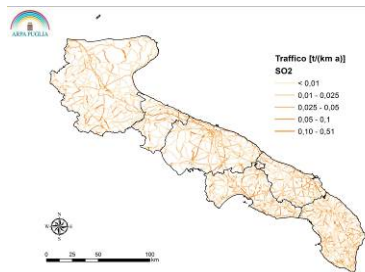 ARPA PUGLIA
Traffico [t/(km a)]
SO2
< 0,01
0,01 - 0,025
0,025 - 0,05
0,05 - 0,1
0,10 - 0,51
N
W E
S
0 25 50 100
km